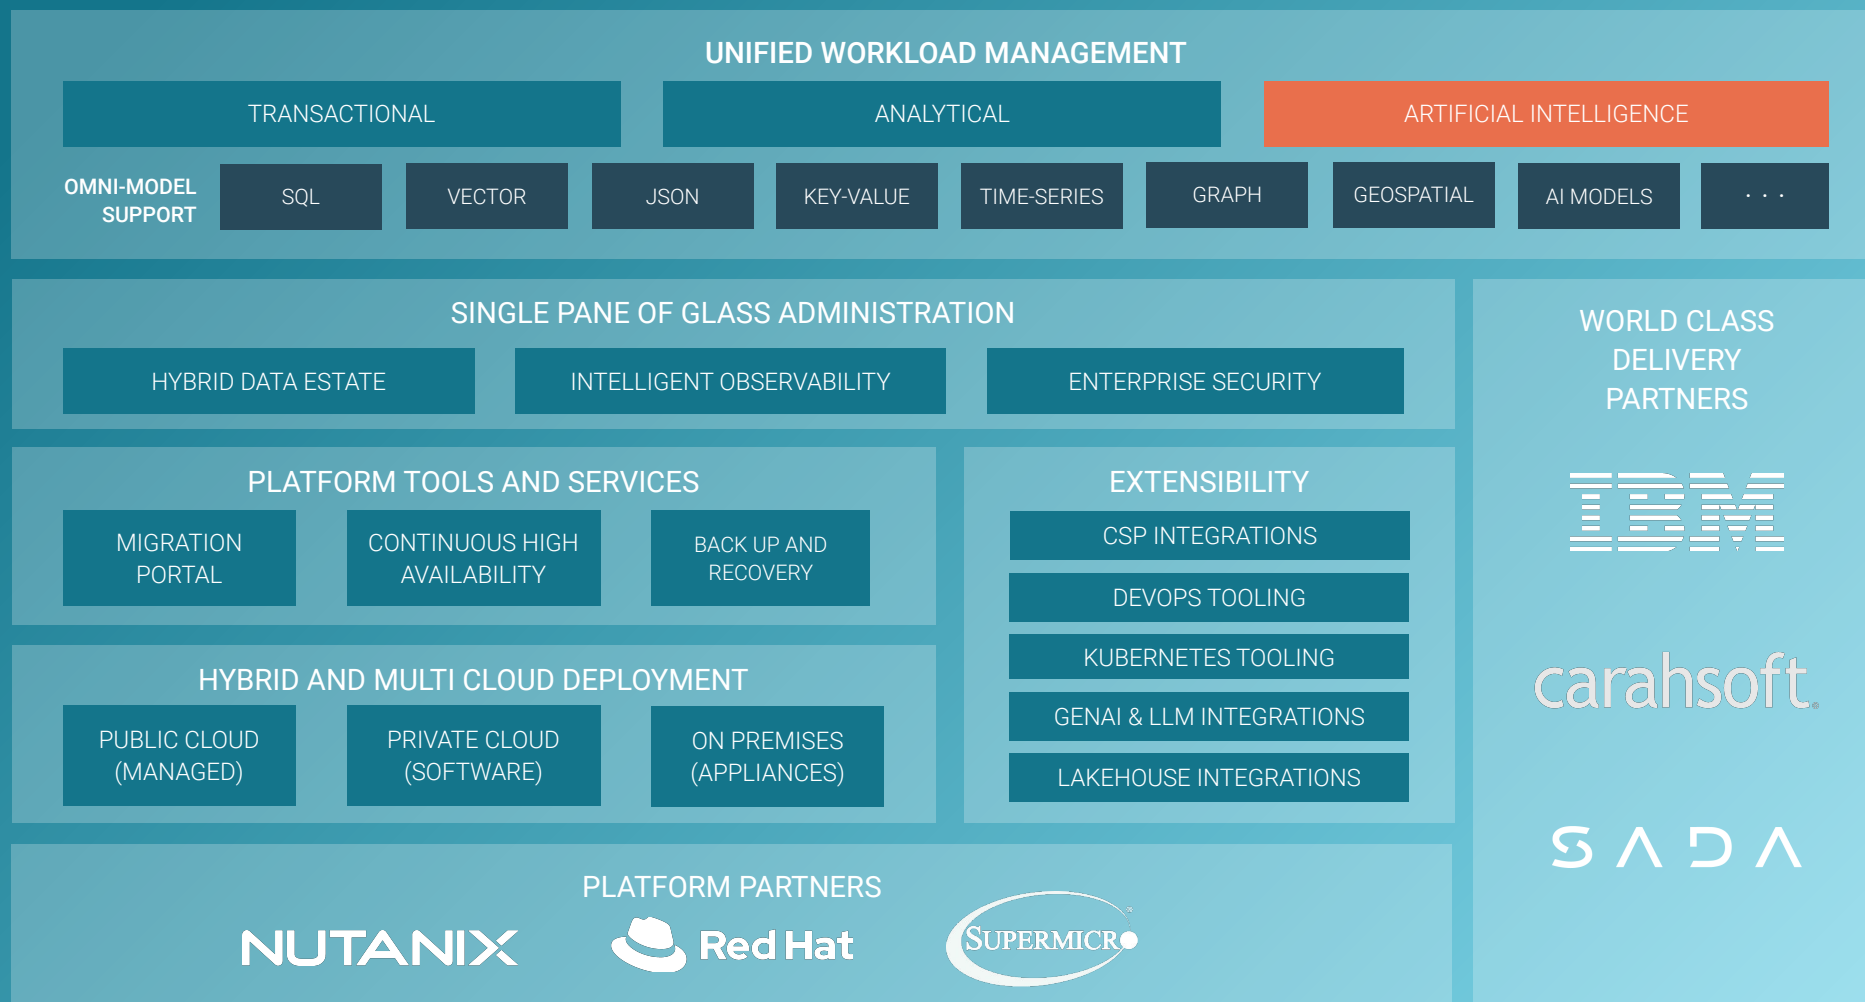 UNIFIED WORKLOAD MANAGEMENT
TRANSACTIONAL
ANALYTICAL
ARTIFICIAL INTELLIGENCE
OMNI-MODEL
SUPPORT
SQL
VECTOR
JSON
KEY-VALUE
TIME-SERIES
GRAPH
GEOSPATIAL
AI MODELS
. . .
SINGLE PANE OF GLASS ADMINISTRATION
HYBRID DATA ESTATE
INTELLIGENT OBSERVABILITY
ENTERPRISE SECURITY
PLATFORM TOOLS AND SERVICES
MIGRATION
PORTAL
CONTINUOUS HIGH
AVAILABILITY
BACK UP AND
RECOVERY
HYBRID AND MULTI CLOUD DEPLOYMENT
PUBLIC CLOUD
(MANAGED)
PRIVATE CLOUD
(SOFTWARE)
ON PREMISES
(APPLIANCES)
EXTENSIBILITY
CSP INTEGRATIONS
DEVOPS TOOLING
KUBERNETES TOOLING
GENAI & LLM INTEGRATIONS
LAKEHOUSE INTEGRATIONS
WORLD CLASS
DELIVERY
PARTNERS
IBM
carahsoft®
SADA
PLATFORM PARTNERS
NUTANIX
Red Hat
SUPERMICRO®